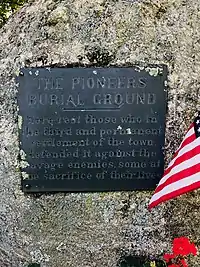 THE PIONEERS
BURIAL GROUND
Here rest those who in
the third and permanent
settlement of the town
defended it against the
savage enemies, some at
the sacrifice of their lives